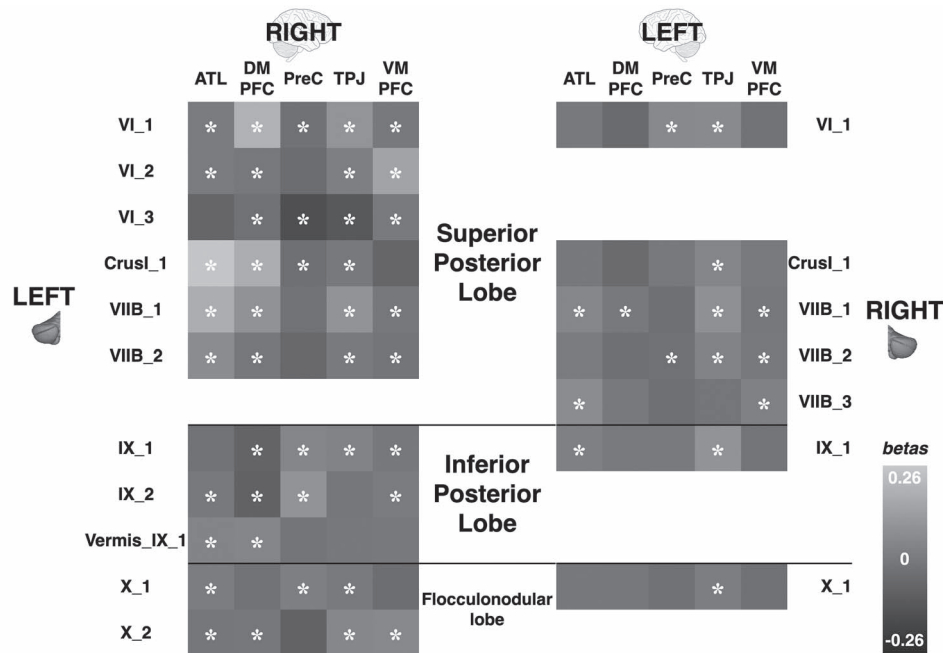 RIGHT
LEFT
ATL DM PFC PreC TPJ VM PFC
ATL DM PFC PreC TPJ VM PFC
VI_1 * * * * * * * VI_1
VI_2 * * * *
VI_3 * * * *
CrusI_1 * * * * * CrusI_1
VIIB_1 * * * * * * * * VIIB_1
VIIB_2 * * * * * * * VIIB_2
* * VIIB_3
Superior
Posterior
Lobe
LEFT
RIGHT
IX_1 * * * * * * IX_1
IX_2 * * * *
Vermis_IX_1 * *
Inferior
Posterior
Lobe
X_1 * * * * X_1
X_2 * * * *
Flocculonodular
lobe
betas
0.26
0
-0.26